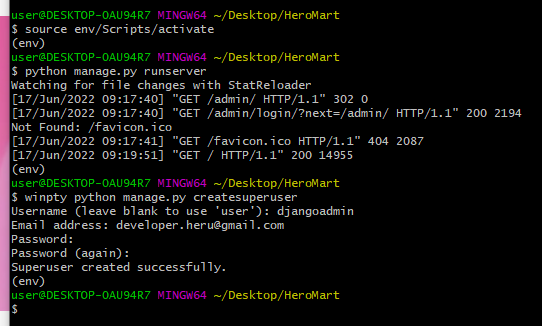 user@DESKTOP-OAU94R7 MINGW64 ~/Desktop/HeroMart
$ source env/Scripts/activate
(env)
user@DESKTOP-OAU94R7 MINGW64 ~/Desktop/HeroMart
$ python manage.py runserver
Watching for file changes with StatReloader
[17/Jun/2022 09:17:40] "GET /admin/ HTTP/1.1" 302 0
[17/Jun/2022 09:17:40] "GET /admin/login/?next=/admin/ HTTP/1.1" 200 2194
Not Found: /favicon.ico
[17/Jun/2022 09:17:41] "GET /favicon.ico HTTP/1.1" 404 2087
[17/Jun/2022 09:19:51] "GET / HTTP/1.1" 200 14955
(env)
user@DESKTOP-OAU94R7 MINGW64 ~/Desktop/HeroMart
$ winpty python manage.py createsuperuser
Username (leave blank to use 'user'): djangoadmin
Email address: developer.heru@gmail.com
Password:
Password (again):
Superuser created successfully.
(env)
user@DESKTOP-OAU94R7 MINGW64 ~/Desktop/HeroMart
$